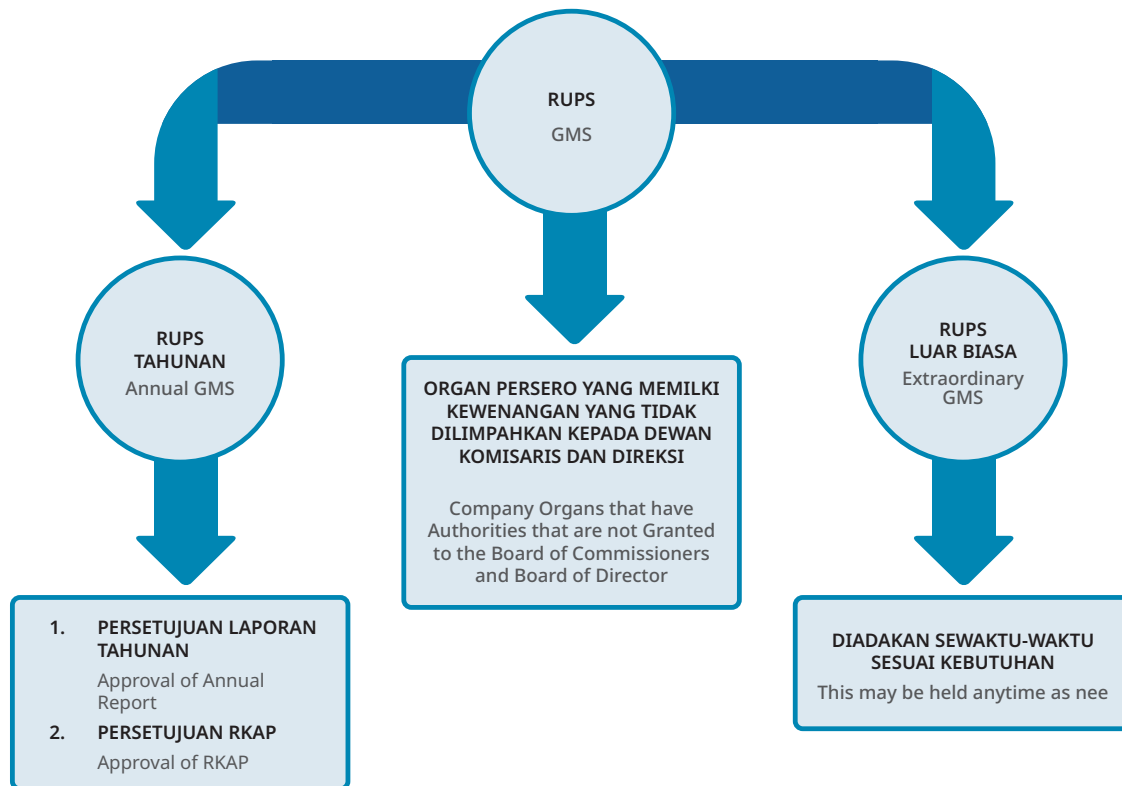 RUPS
GMS
RUPS
TAHUNAN
Annual GMS
ORGAN PERSERO YANG MEMILKI
KEWENANGAN YANG TIDAK
DILIMPAHKAN KEPADA DEWAN
KOMISARIS DAN DIREKSI
Company Organs that have
Authorities that are not Granted
to the Board of Commissioners
and Board of Director
RUPS
LUAR BIASA
Extraordinary
GMS
1. PERSETUJUAN LAPORAN
TAHUNAN
Approval of Annual
Report
2. PERSETUJUAN RKAP
Approval of RKAP
DIADAKAN SEWAKTU-WAKTU
SESUAI KEBUTUHAN
This may be held anytime as nee